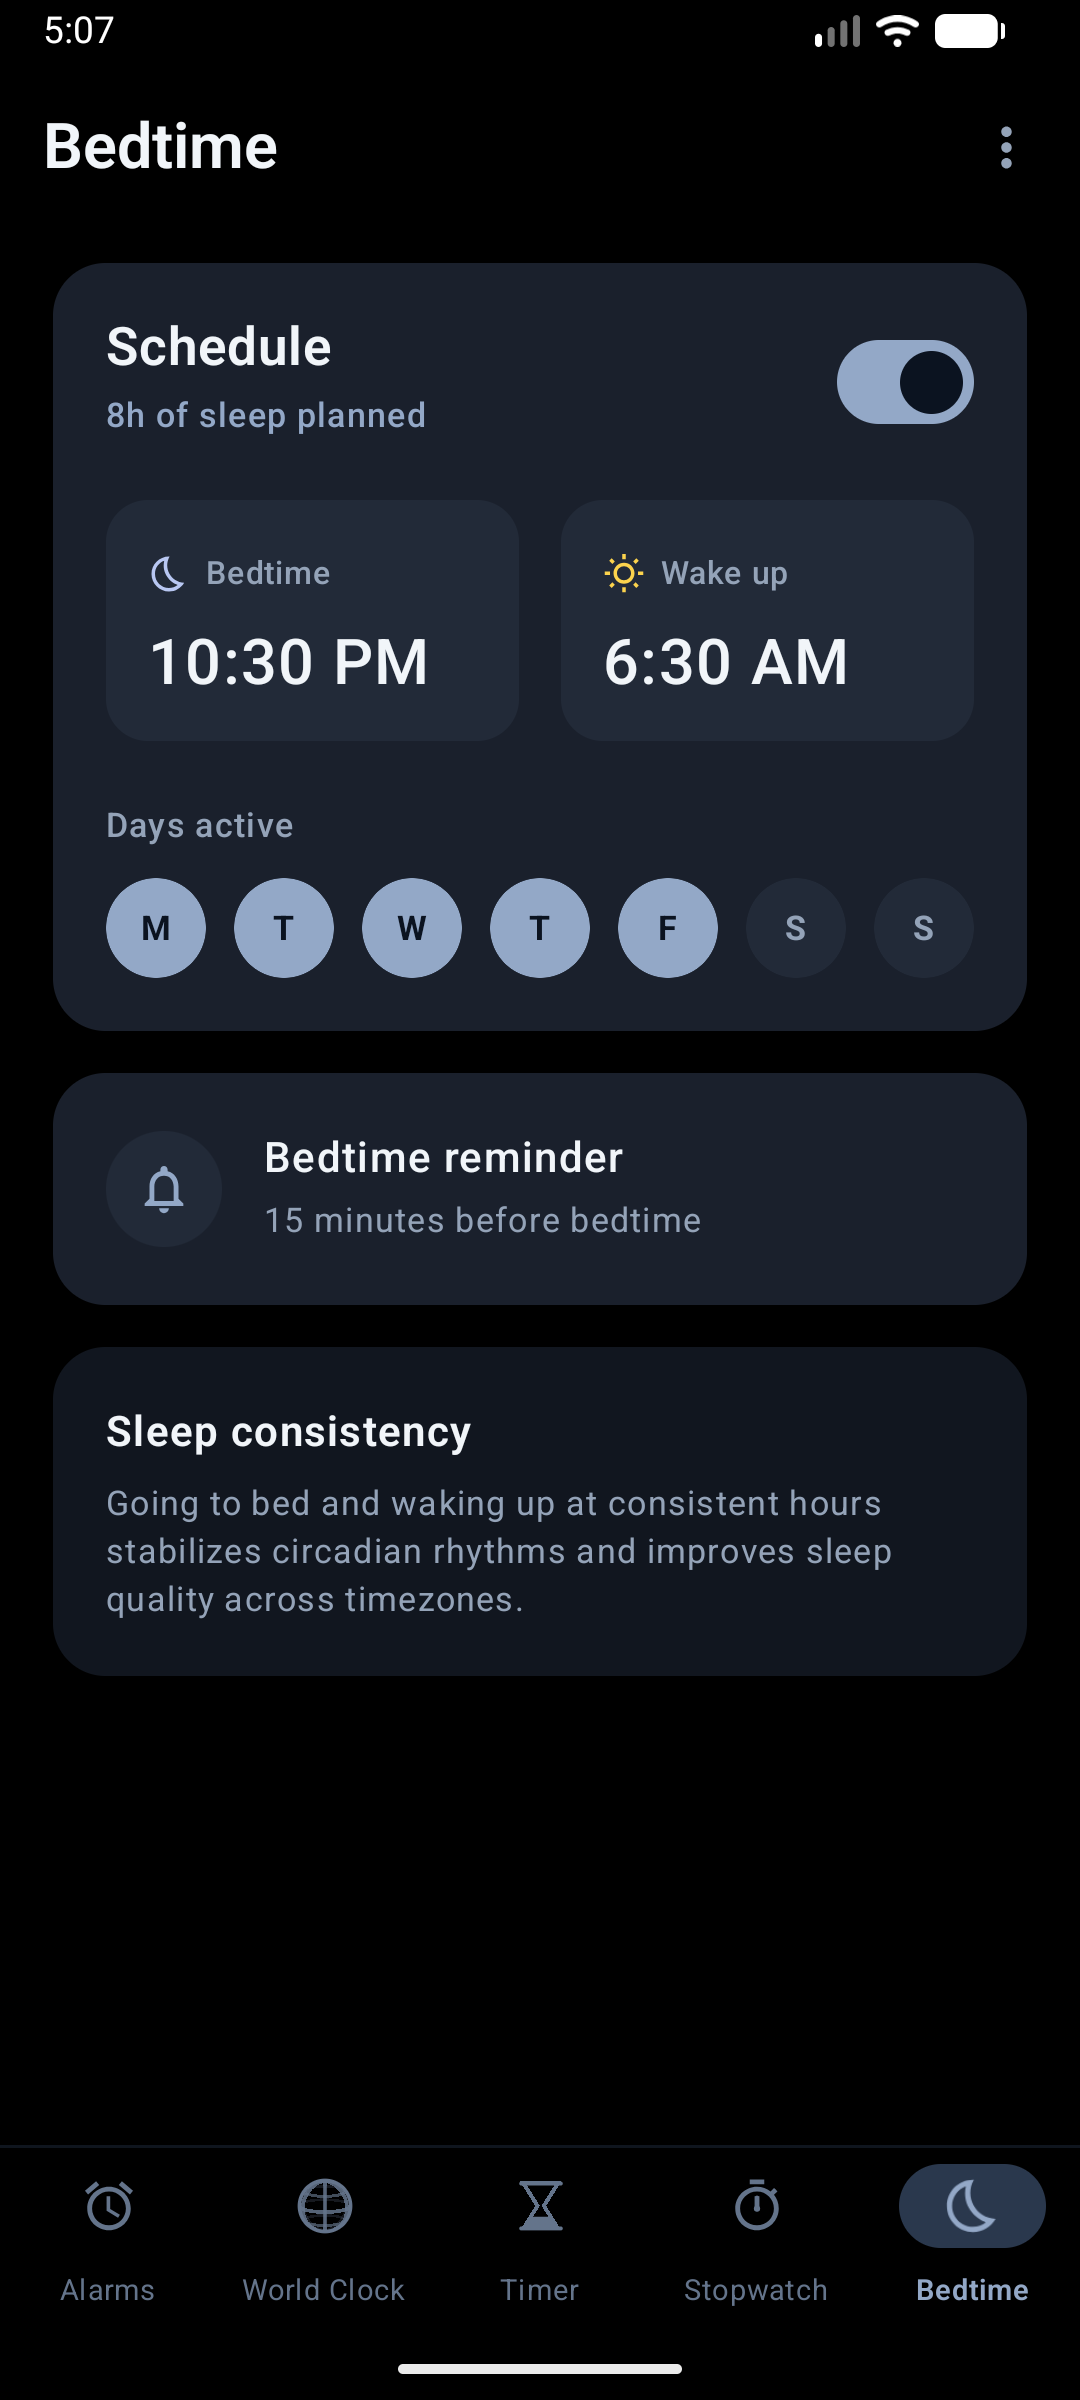 5:07
Bedtime
Schedule
8h of sleep planned
Bedtime
10:30 PM
Wake up
6:30 AM
Days active
M T W T F S S
Bedtime reminder
15 minutes before bedtime
Sleep consistency
Going to bed and waking up at consistent hours
stabilizes circadian rhythms and improves sleep
quality across timezones.
Alarms
World Clock
Timer
Stopwatch
Bedtime